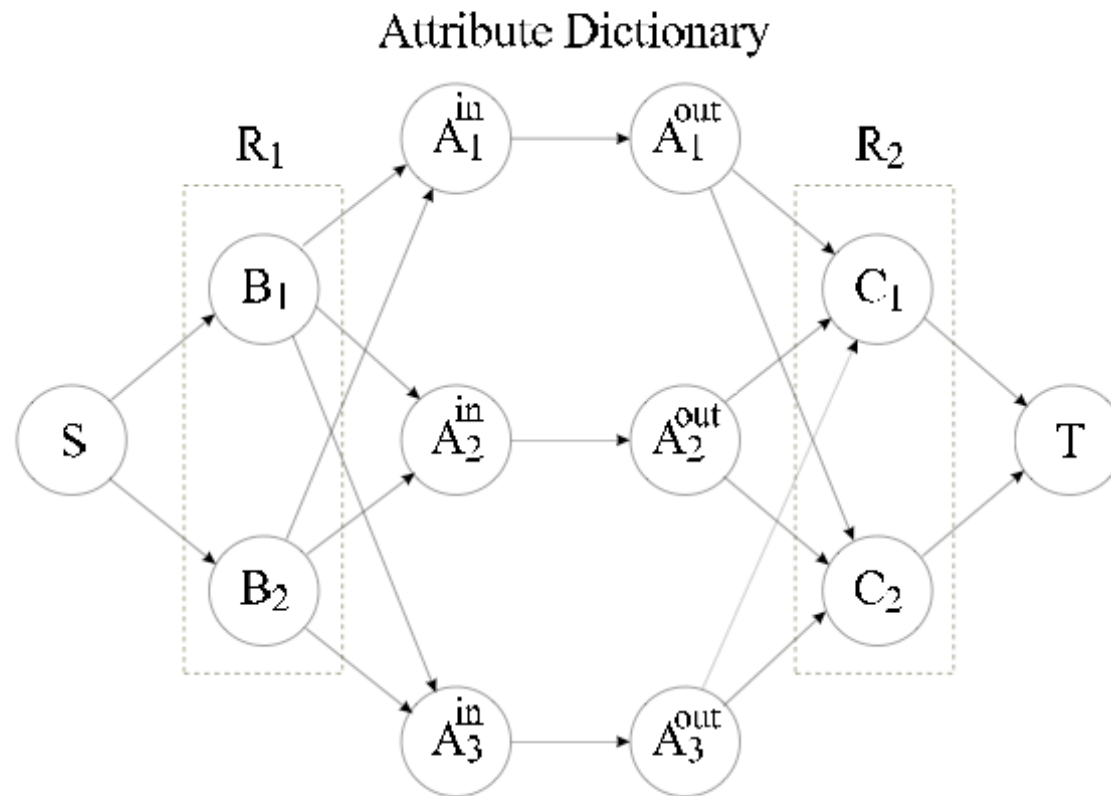 Attribute Dictionary
R₁
R₂
A₁ⁱⁿ
A₁ᵒᵘᵗ
B₁
C₁
S
A₂ⁱⁿ
A₂ᵒᵘᵗ
T
B₂
C₂
A₃ⁱⁿ
A₃ᵒᵘᵗ